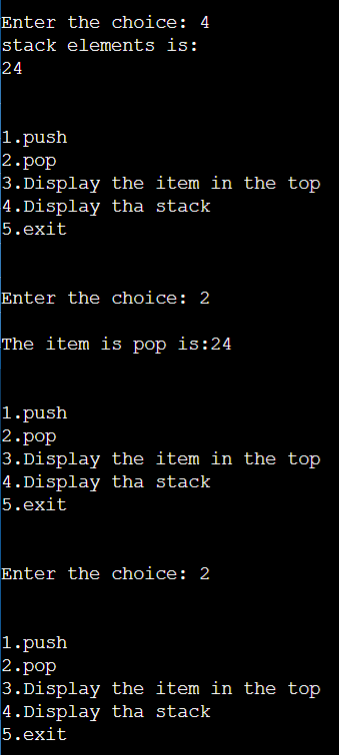 Enter the choice: 4
stack elements is:
24
1.push
2.pop
3.Display the item in the top
4.Display tha stack
5.exit
Enter the choice: 2
The item is pop is:24
1.push
2.pop
3.Display the item in the top
4.Display tha stack
5.exit
Enter the choice: 2
1.push
2.pop
3.Display the item in the top
4.Display tha stack
5.exit